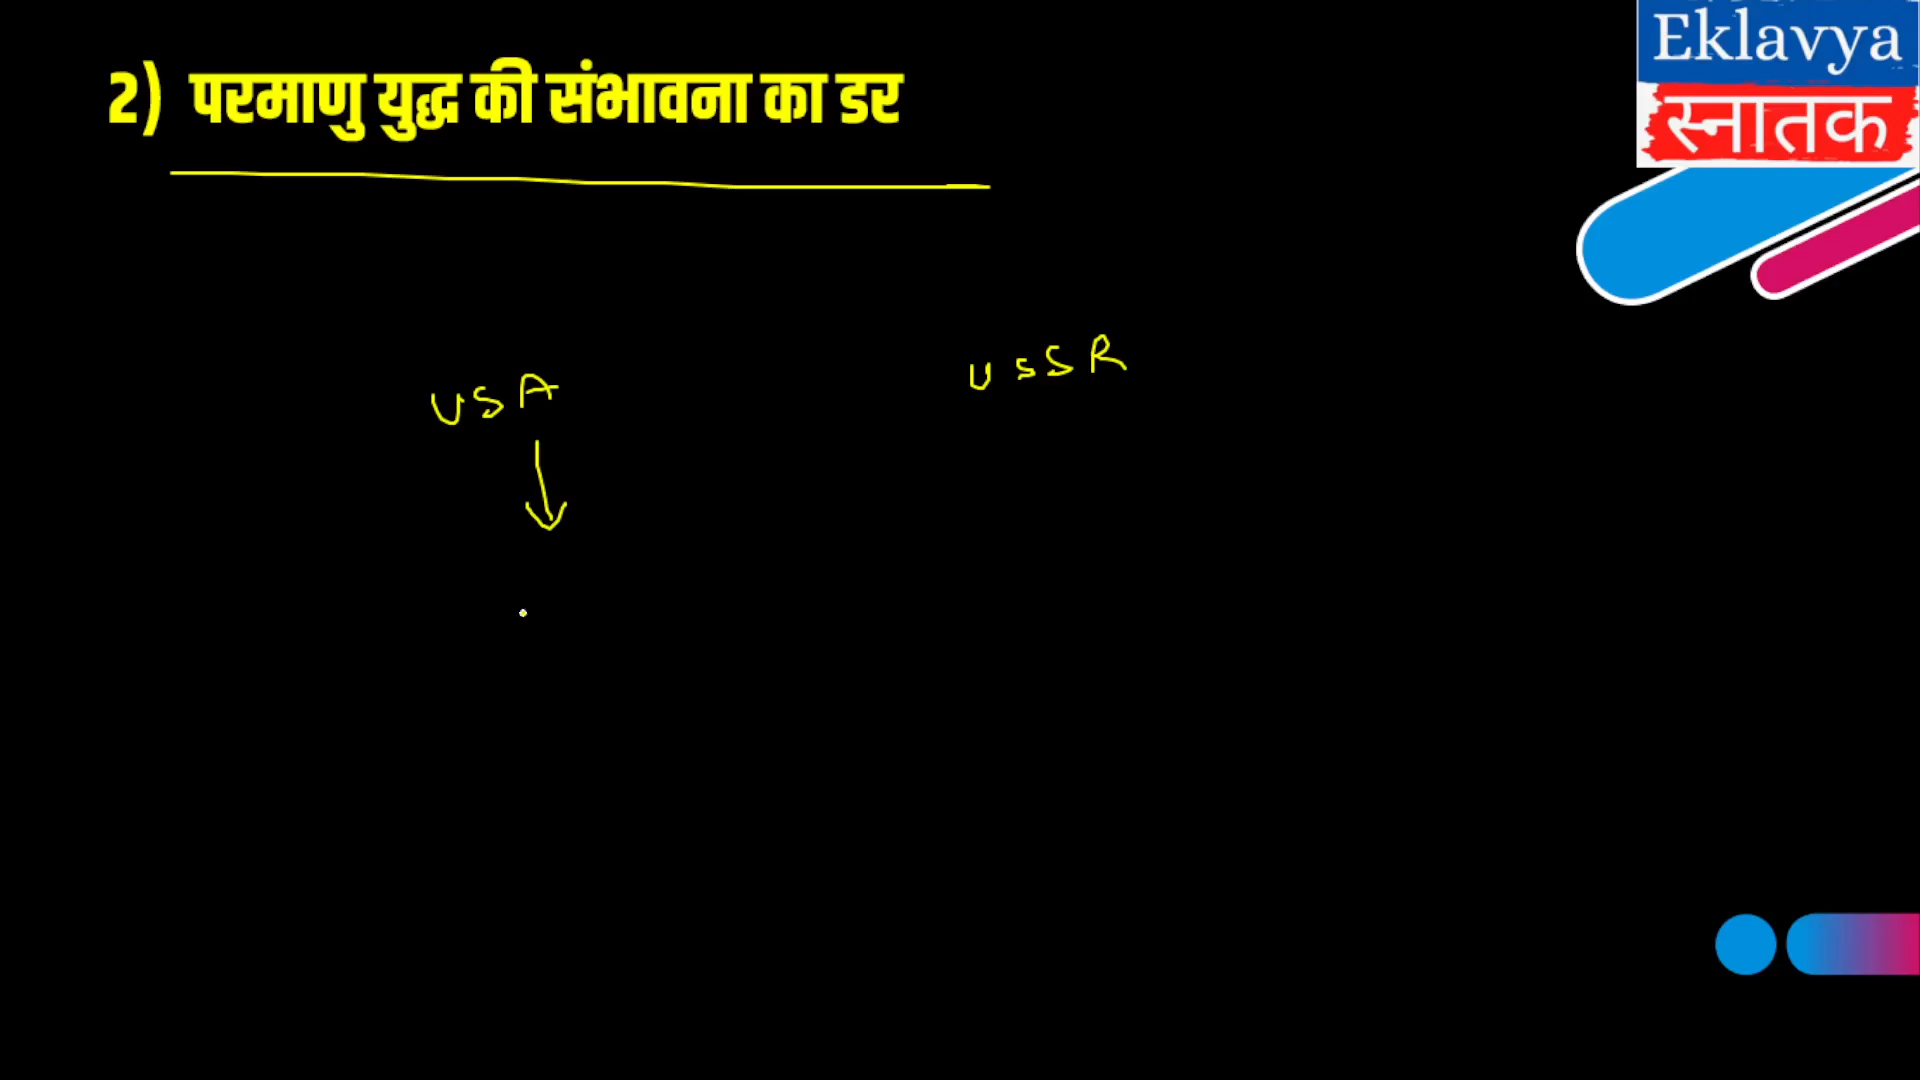 Eklavya
स्नातक
2) परमाणु युद्ध की संभावना का डर
USA
USSR